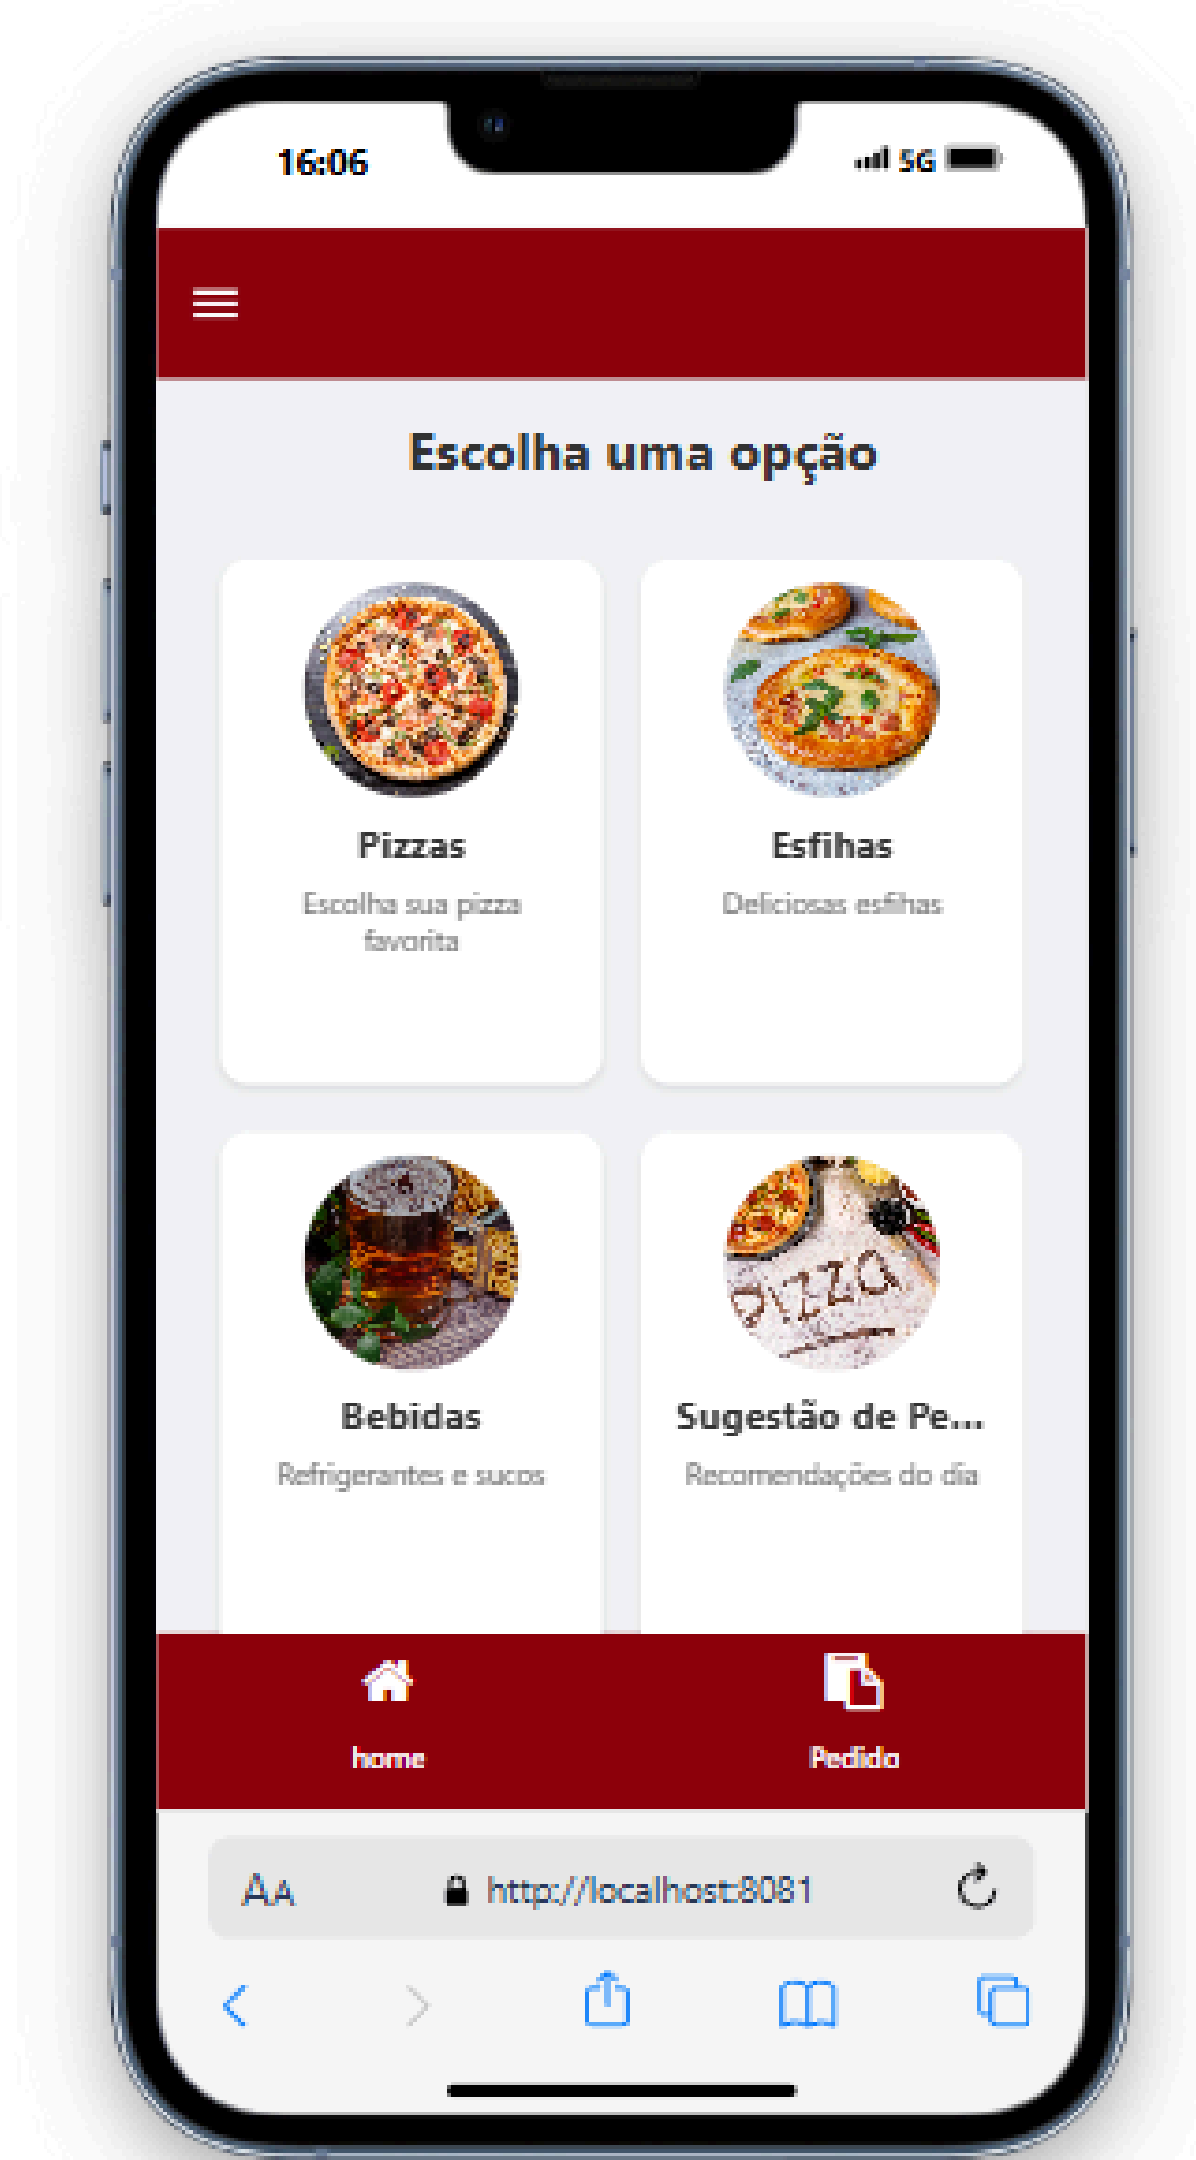 16:06
5G
Escolha uma opção
Pizzas
Esfihas
Escolha sua pizza
favorita
Deliciosas esfihas
PIZZA
Bebidas
Sugestão de Pe...
Refrigerantes e sucos
Recomendações do dia
home
Pedido
AA
http://localhost:8081